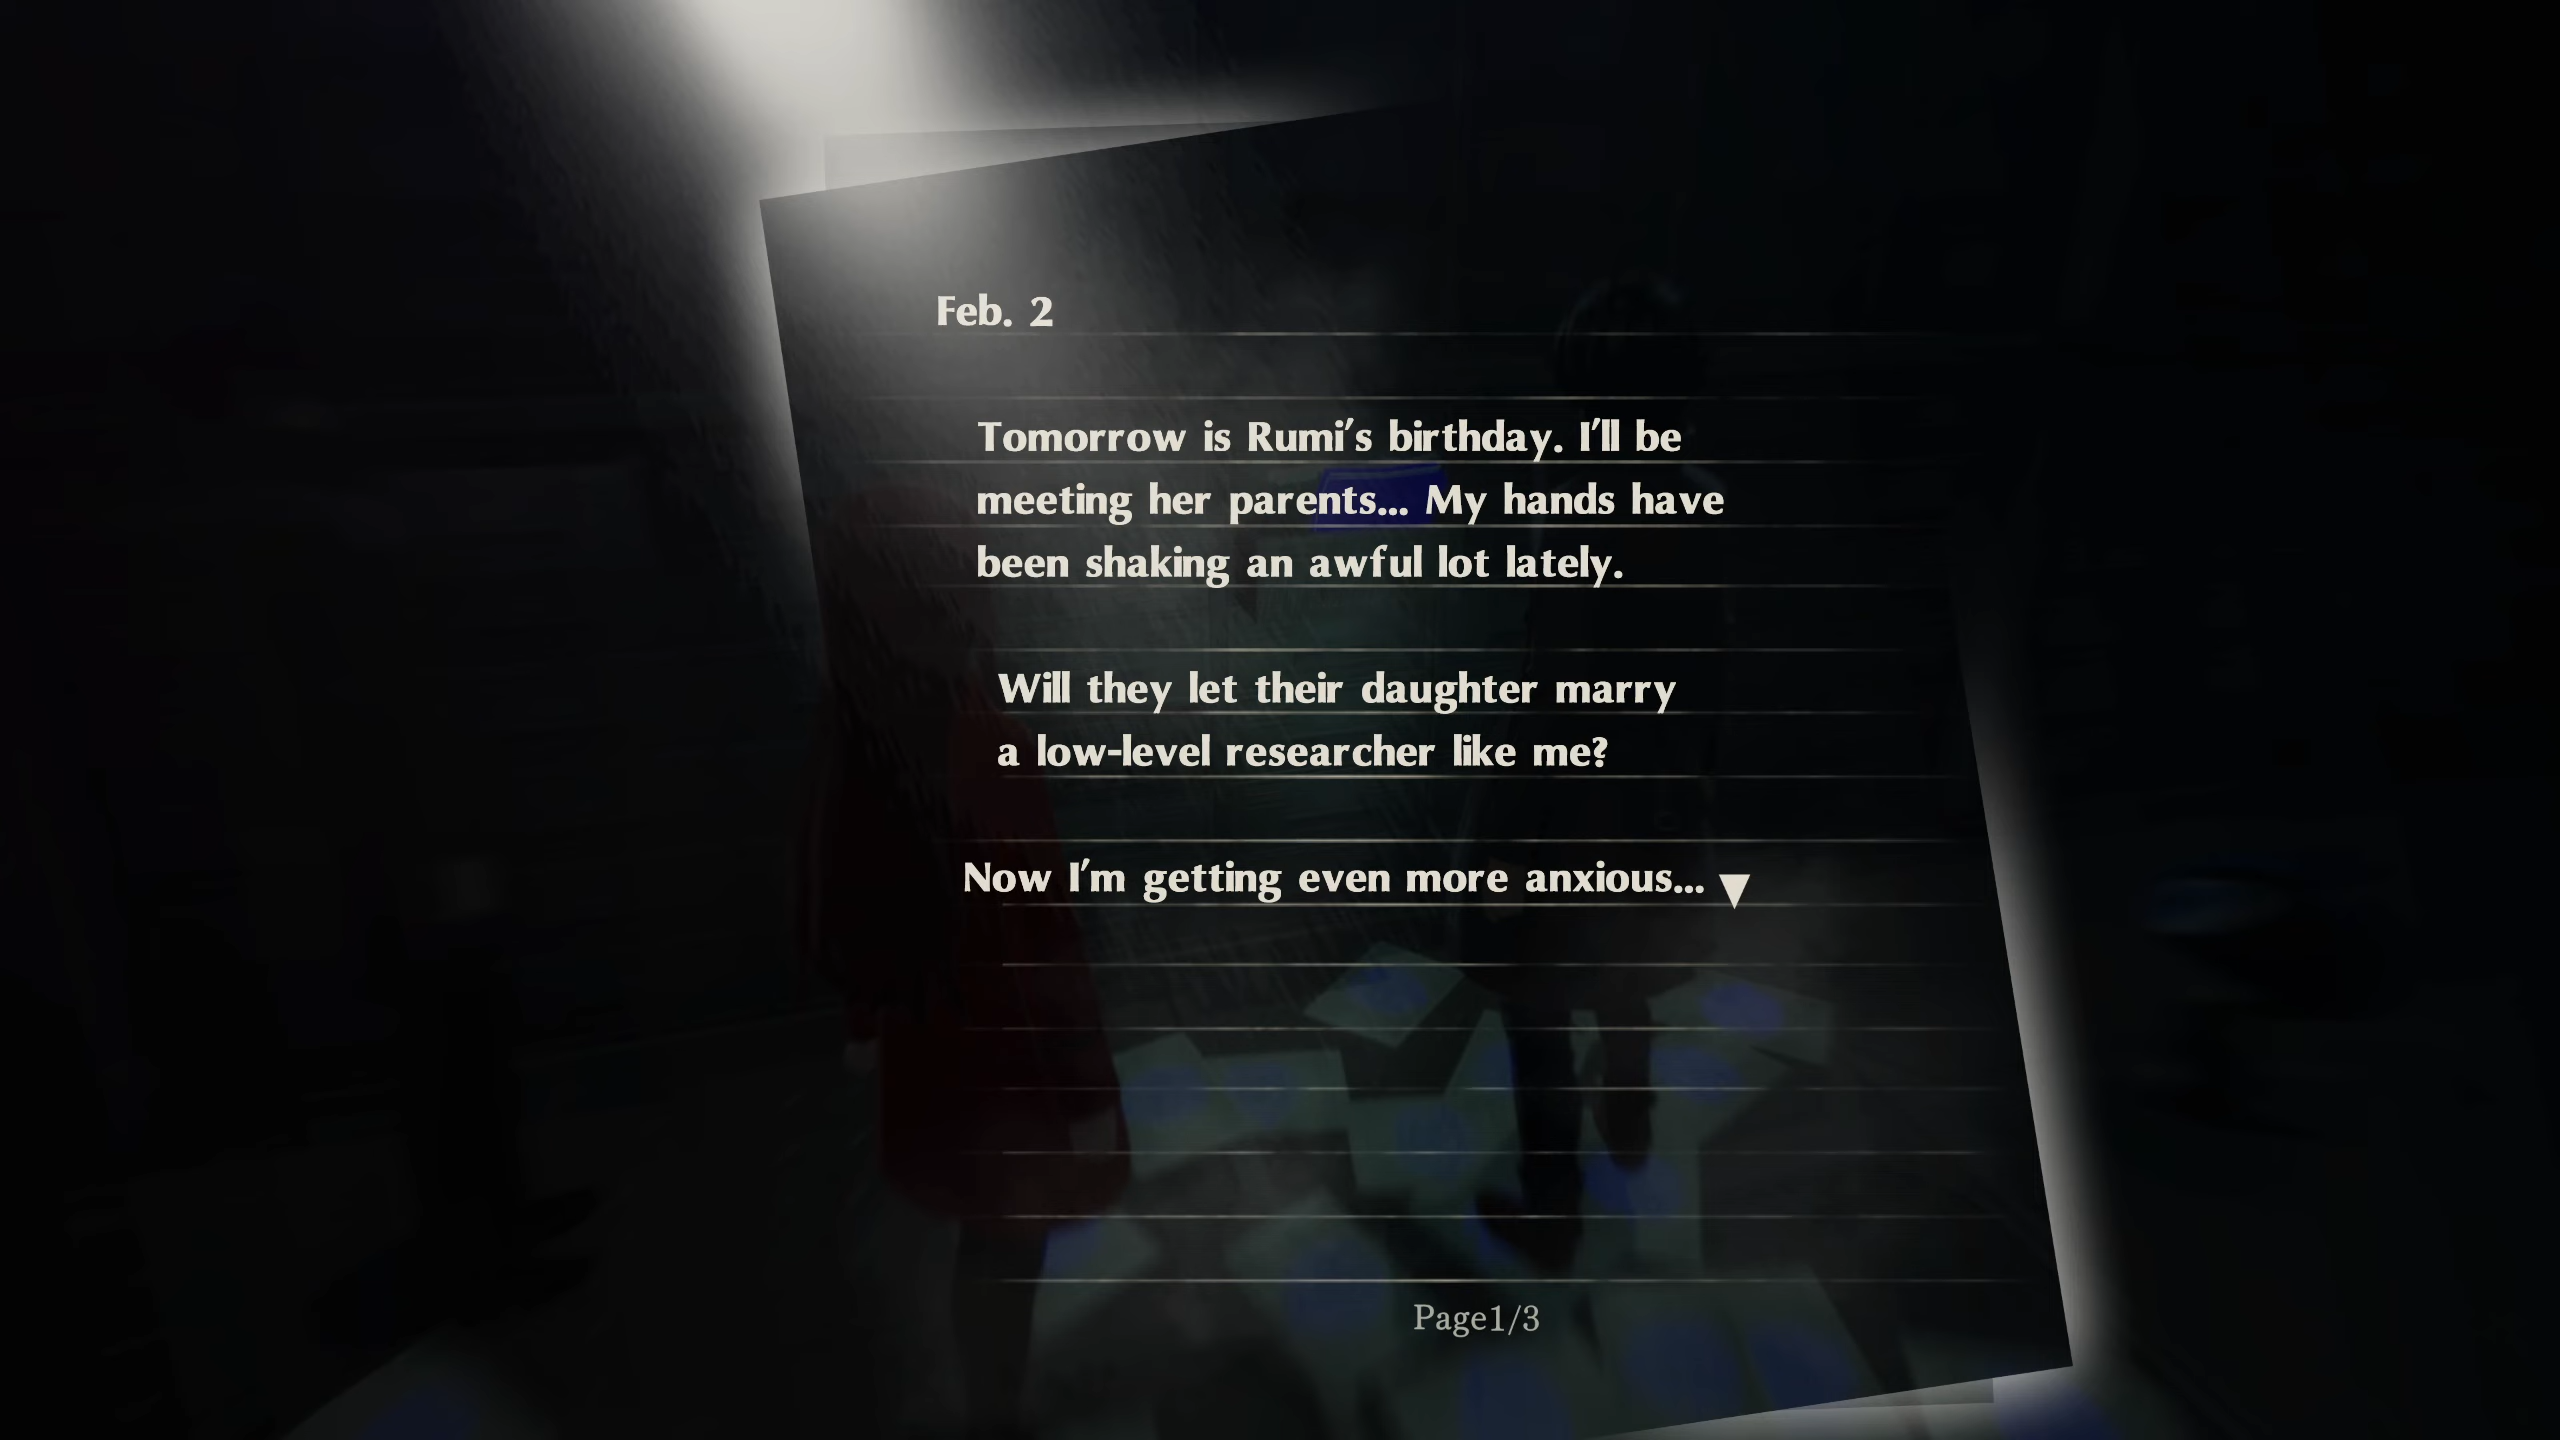 Feb. 2
Tomorrow is Rumi's birthday. I'll be
meeting her parents... My hands have
been shaking an awful lot lately.
Will they let their daughter marry
a low-level researcher like me?
Now I'm getting even more anxious...
Page1/3